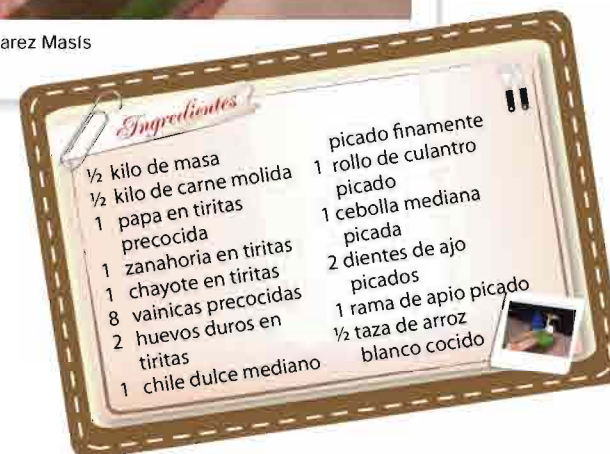 arez Masís
Ingredientes
½ kilo de masa
½ kilo de carne molida
1 papa en tiritas
precocida
1 zanahoria en tiritas
1 chayote en tiritas
8 vainicas precocidas
2 huevos duros en
tiritas
1 chile dulce mediano
picado finamente
1 rollo de culantro
picado
1 cebolla mediana
picada
2 dientes de ajo
picados
1 rama de apio picado
½ taza de arroz
blanco cocido